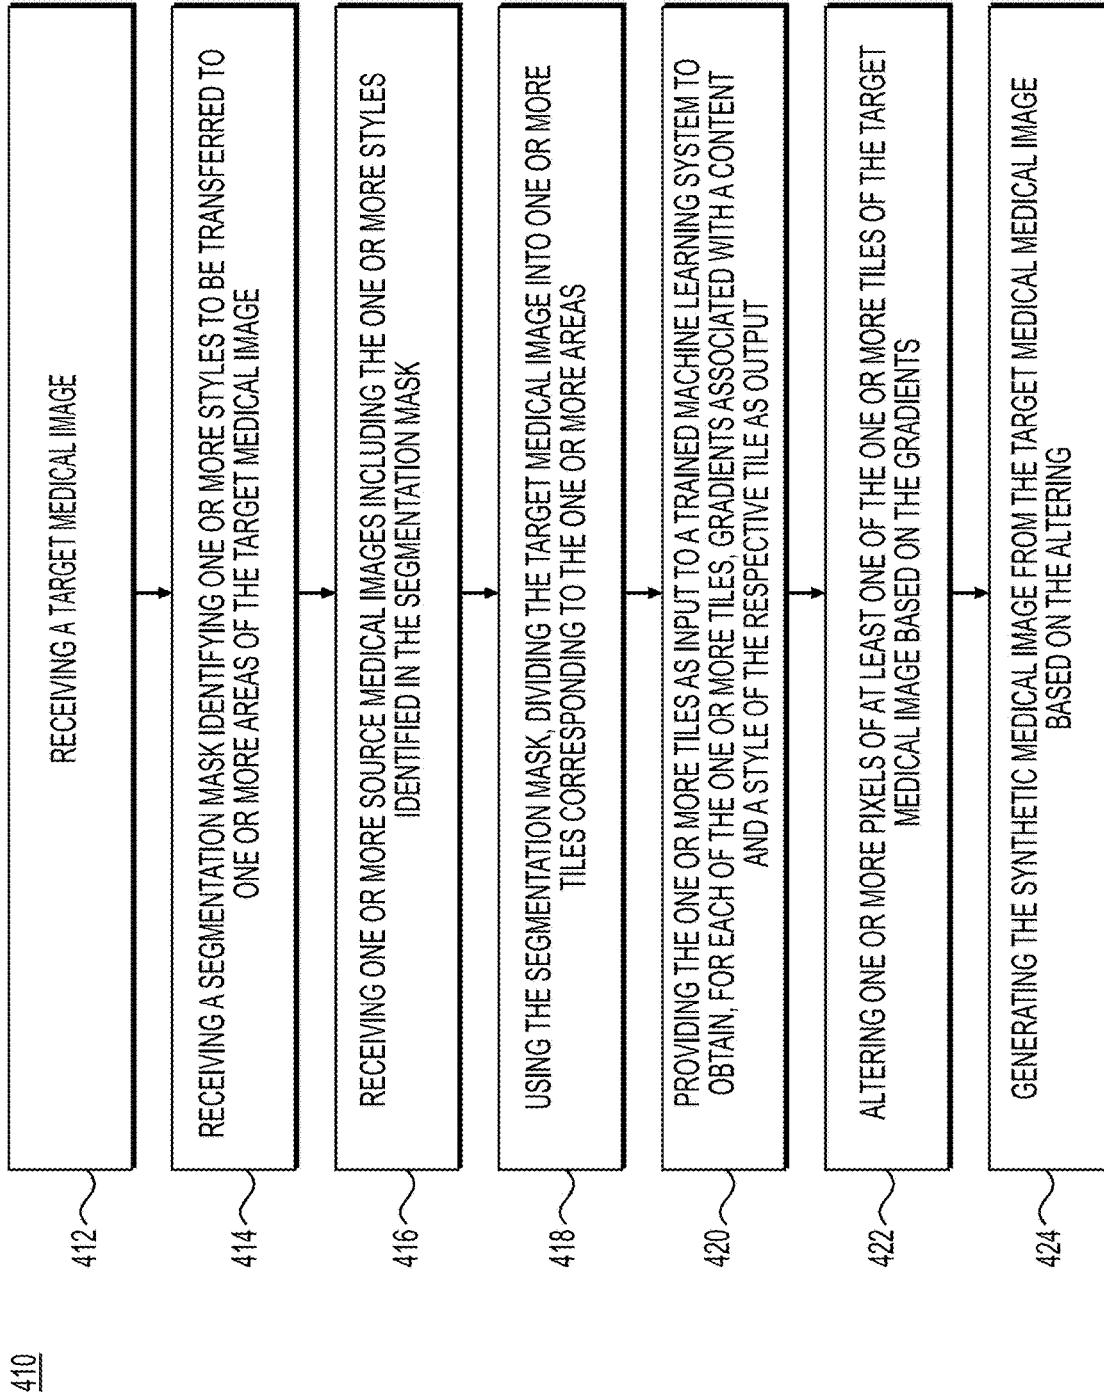 410
412
RECEIVING A TARGET MEDICAL IMAGE
414
RECEIVING A SEGMENTATION MASK IDENTIFYING ONE OR MORE STYLES TO BE TRANSFERRED TO
ONE OR MORE AREAS OF THE TARGET MEDICAL IMAGE
416
RECEIVING ONE OR MORE SOURCE MEDICAL IMAGES INCLUDING THE ONE OR MORE STYLES
IDENTIFIED IN THE SEGMENTATION MASK
418
USING THE SEGMENTATION MASK, DIVIDING THE TARGET MEDICAL IMAGE INTO ONE OR MORE
TILES CORRESPONDING TO THE ONE OR MORE AREAS
420
PROVIDING THE ONE OR MORE TILES AS INPUT TO A TRAINED MACHINE LEARNING SYSTEM TO
OBTAIN, FOR EACH OF THE ONE OR MORE TILES, GRADIENTS ASSOCIATED WITH A CONTENT
AND A STYLE OF THE RESPECTIVE TILE AS OUTPUT
422
ALTERING ONE OR MORE PIXELS OF AT LEAST ONE OF THE ONE OR MORE TILES OF THE TARGET
MEDICAL IMAGE BASED ON THE GRADIENTS
424
GENERATING THE SYNTHETIC MEDICAL IMAGE FROM THE TARGET MEDICAL MEDICAL IMAGE
BASED ON THE ALTERING